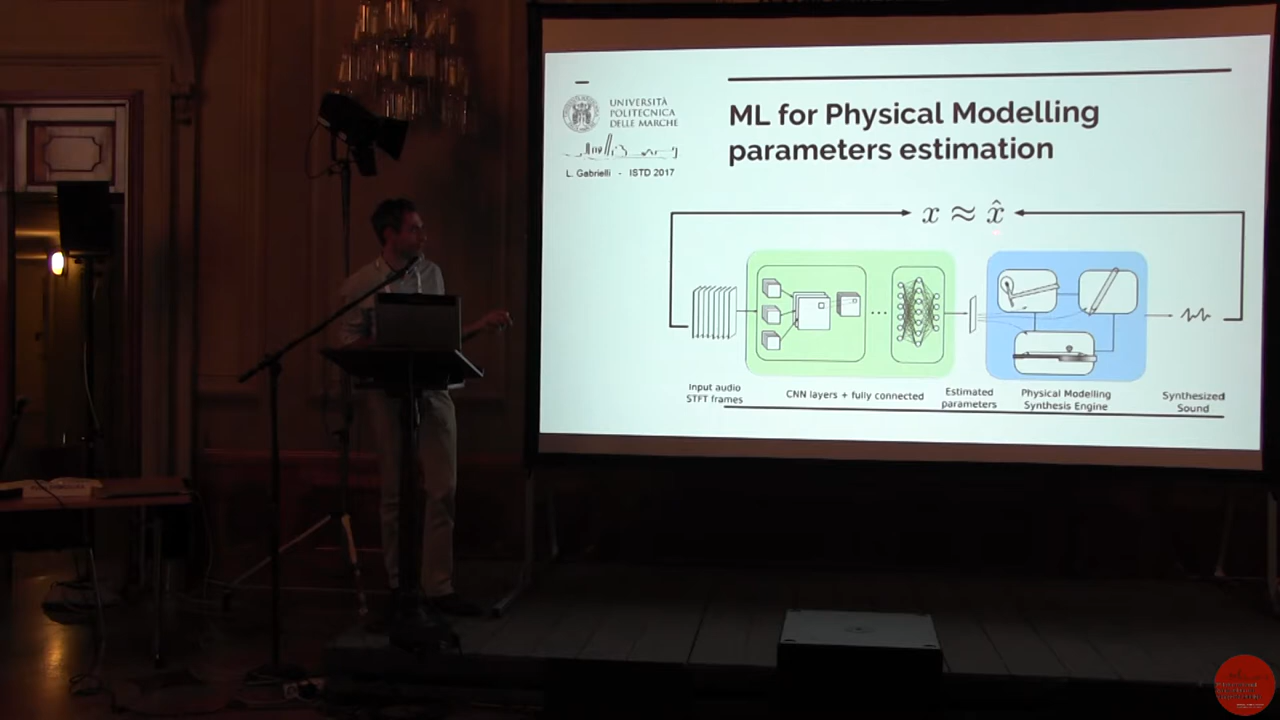 UNIVERSITÀ
POLITECNICA
DELLE MARCHE
L. Gabrielli - ISTD 2017
ML for Physical Modelling
parameters estimation
x ≈ x̂
Input audio
STFT frames
CNN layers + fully connected
Estimated
parameters
Physical Modelling
Synthesis Engine
Synthesized
Sound